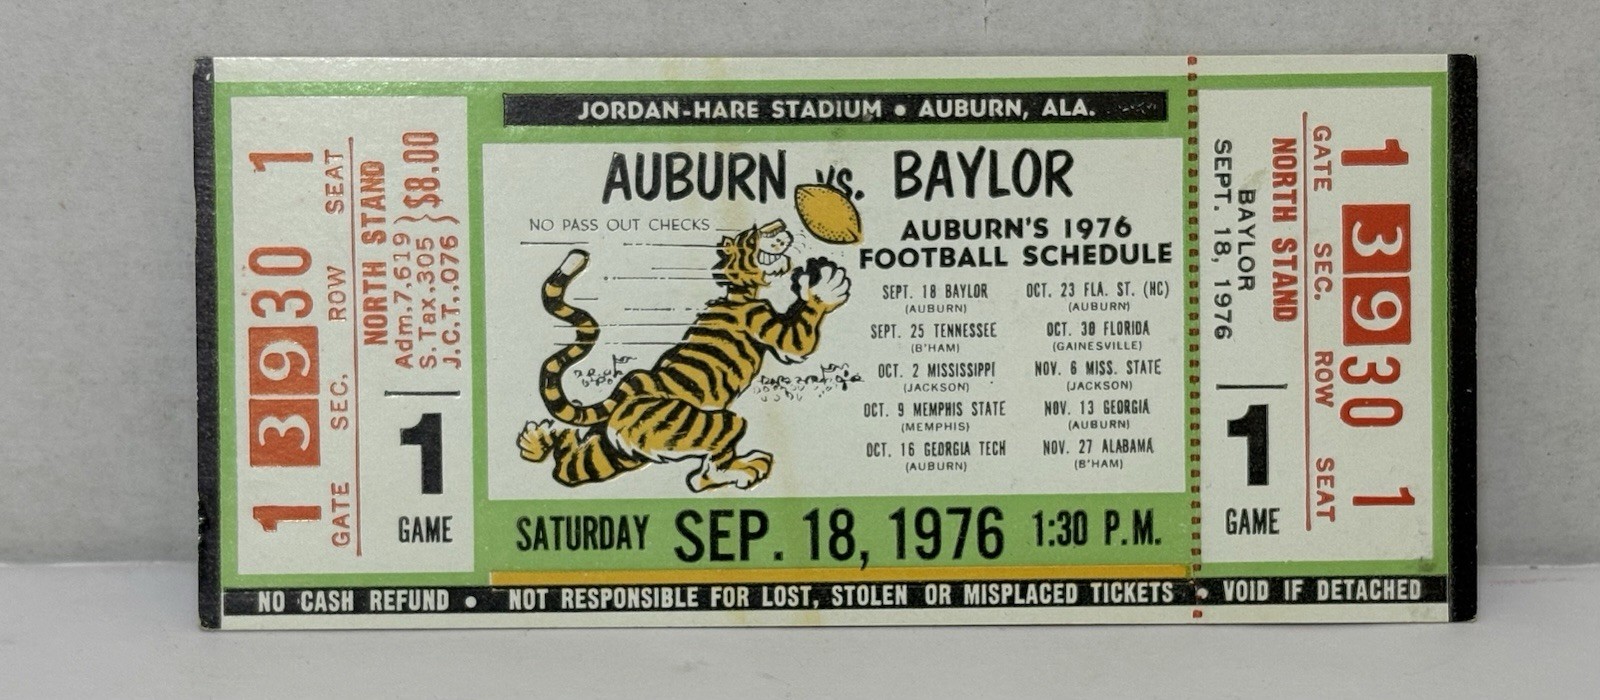 JORDAN-HARE STADIUM • AUBURN, ALA.
AUBURN VS. BAYLOR
NO PASS OUT CHECKS
AUBURN'S 1976
FOOTBALL SCHEDULE
SEPT. 18 BAYLOR
(AUBURN)
SEPT. 25 TENNESSEE
(B'HAM)
OCT. 2 MISSISSIPPI
(JACKSON)
OCT. 9 MEMPHIS STATE
(MEMPHIS)
OCT. 16 GEORGIA TECH
(AUBURN)
OCT. 23 FLA. ST. (HC)
(AUBURN)
OCT. 30 FLORIDA
(GAINESVILLE)
NOV. 6 MISS. STATE
(JACKSON)
NOV. 13 GEORGIA
(AUBURN)
NOV. 27 ALABAMA
(B'HAM)
SATURDAY SEP. 18, 1976 1:30 P.M.
NO CASH REFUND • NOT RESPONSIBLE FOR LOST, STOLEN OR MISPLACED TICKETS • VOID IF DETACHED
1 39 30 1
GATE SEC. ROW SEAT
NORTH STAND
Adm.7.619
S. Tax.305
J.C.T..076
$8.00
1
GAME
1 39 30 1
GATE SEC. ROW SEAT
NORTH STAND
BAYLOR
SEPT. 18, 1976
1
GAME